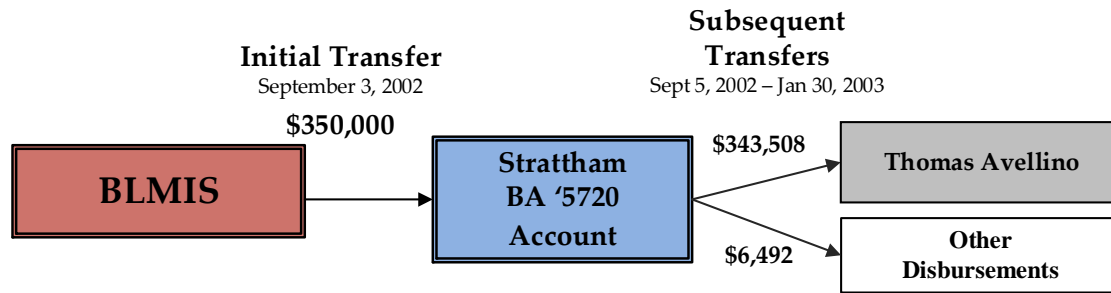 Initial Transfer
September 3, 2002
$350,000
BLMIS
Strattham
BA ‘5720
Account
Subsequent
Transfers
Sept 5, 2002 – Jan 30, 2003
$343,508
Thomas Avellino
$6,492
Other
Disbursements